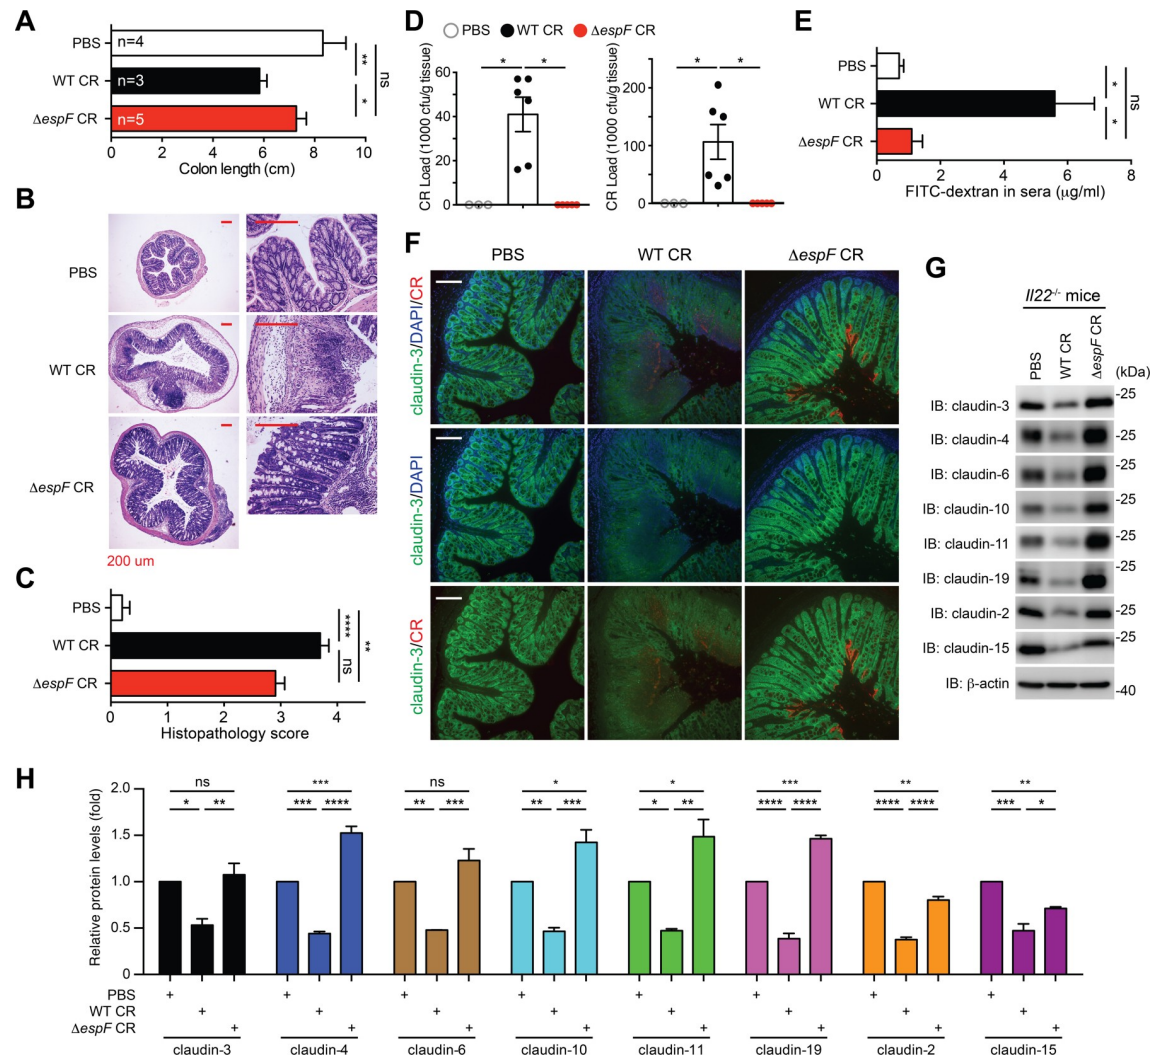 A
PBS
WT CR
ΔespF CR
n=4
n=3
n=5
**
*
ns
0 2 4 6 8 10
Colon length (cm)
B
PBS
WT CR
ΔespF CR
200 um
C
PBS
WT CR
ΔespF CR
****
ns
**
0 1 2 3 4
Histopathology score
D
PBS WT CR ΔespF CR
CR Load (1000 cfu/g tissue)
60
40
20
0
* *
CR Load (1000 cfu/g tissue)
200
150
100
50
0
* *
E
PBS
WT CR
ΔespF CR
*
*
ns
0 2 4 6 8
FITC-dextran in sera (μg/ml)
F
PBS WT CR ΔespF CR
claudin-3/DAPI/CR
claudin-3/DAPI
claudin-3/CR
G
Il22-/- mice
PBS WT CR ΔespF CR (kDa)
IB: claudin-3 -25
IB: claudin-4 -25
IB: claudin-6 -25
IB: claudin-10 -25
IB: claudin-11 -25
IB: claudin-19 -25
IB: claudin-2 -25
IB: claudin-15 -25
IB: β-actin -40
H
Relative protein levels (fold)
2.0
1.5
1.0
0.5
0
ns *** ns * * *** ** **
* ** *** **** ** *** ** *** * ** **** **** **** **** *** *
PBS + + + + + + + +
WT CR + + + + + + + +
ΔespF CR + + + + + + + +
claudin-3 claudin-4 claudin-6 claudin-10 claudin-11 claudin-19 claudin-2 claudin-15